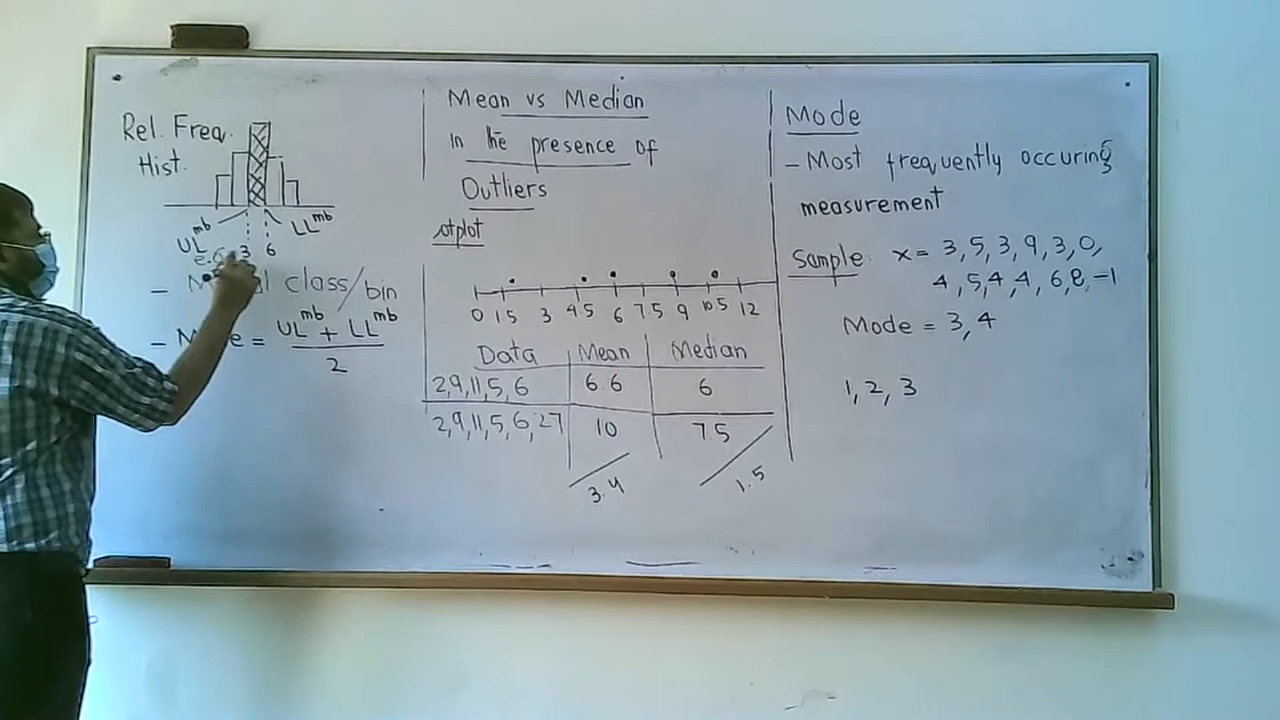 Rel. Freq.
Hist.
UL^mb LL^mb
e.g. 3 6
class/bin
= (UL^mb + LL^mb) / 2
Mean vs Median
In the presence of
Outliers
otplot
0 1.5 3 4.5 6 7.5 9 10.5 12
Data Mean Median
2,9,11,5,6 6.6 6
2,9,11,5,6,27 10 7.5
3.4 1.5
Mode
- Most frequently occuring
measurement
Sample: x = 3,5,3,9,3,0,
4,5,4,4,6,8,-1
Mode = 3,4
1,2,3